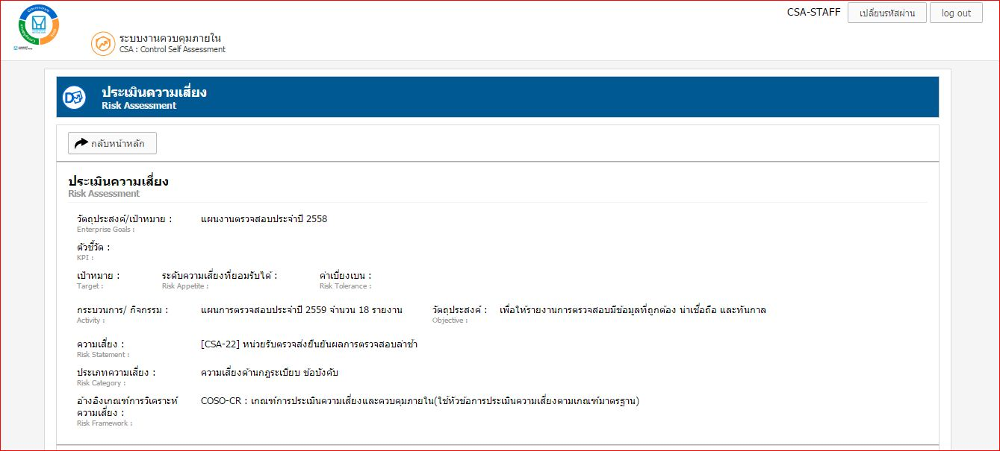 Governance
CSA-STAFF
เปลี่ยนรหัสผ่าน
log out
ระบบงานควบคุมภายใน
CSA : Control Self Assessment
ประเมินความเสี่ยง
Risk Assessment
กลับหน้าหลัก
ประเมินความเสี่ยง
Risk Assessment
วัตถุประสงค์/เป้าหมาย : แผนงานตรวจสอบประจำปี 2558
Enterprise Goals :
ตัวชี้วัด :
KPI :
เป้าหมาย : ระดับความเสี่ยงที่ยอมรับได้ : ค่าเบี่ยงเบน :
Target : Risk Appetite : Risk Tolerance :
กระบวนการ/ กิจกรรม : แผนการตรวจสอบประจำปี 2559 จำนวน 18 รายงาน วัตถุประสงค์ : เพื่อให้รายงานการตรวจสอบมีข้อมูลที่ถูกต้อง น่าเชื่อถือ และทันกาล
Activity : Objective :
ความเสี่ยง : [CSA-22] หน่วยรับตรวจส่งยืนยันผลการตรวจสอบล่าช้า
Risk Statement :
ประเภทความเสี่ยง : ความเสี่ยงด้านกฎระเบียบ ข้อบังคับ
Risk Category :
อ้างอิงเกณฑ์การวิเคราะห์ COSO-CR : เกณฑ์การประเมินความเสี่ยงและควบคุมภายใน(ใช้หัวข้อการประเมินความเสี่ยงตามเกณฑ์มาตรฐาน)
ความเสี่ยง :
Risk Framework :